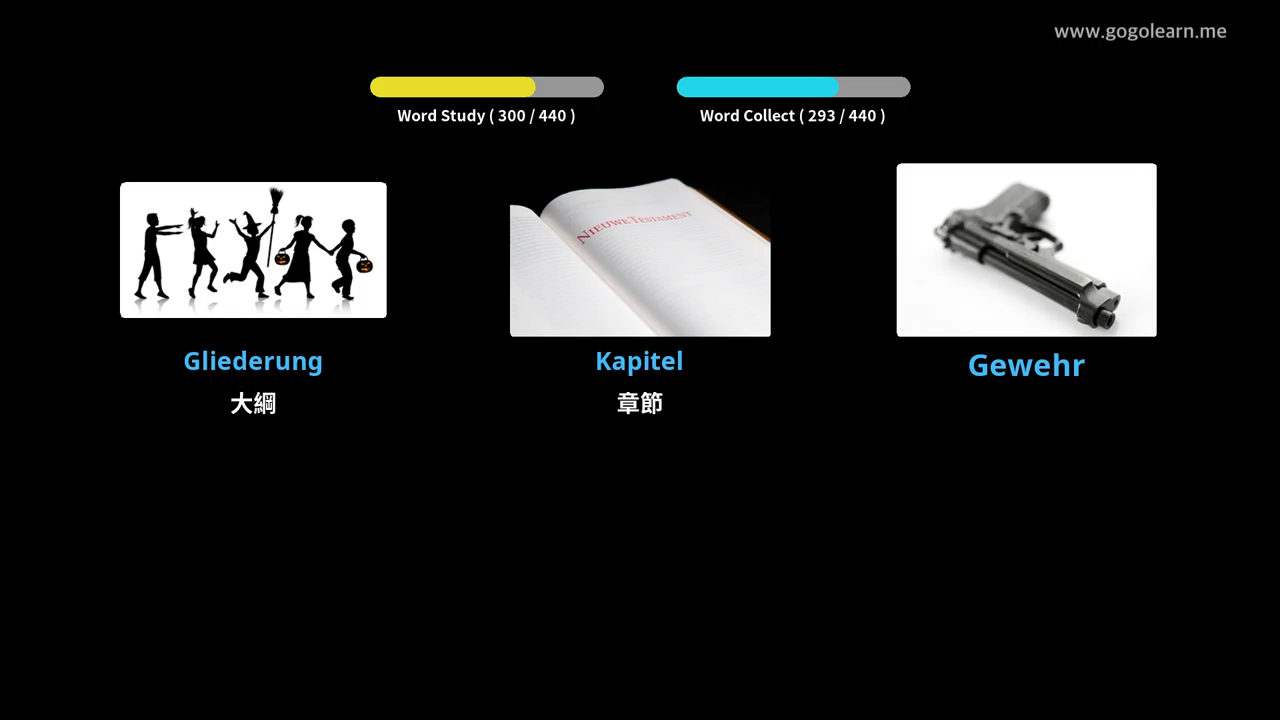 www.gogolearn.me
Word Study ( 300 / 440 )
Word Collect ( 293 / 440 )
NIEUWE TESTAMENT
Gliederung
Kapitel
Gewehr
大綱
章節